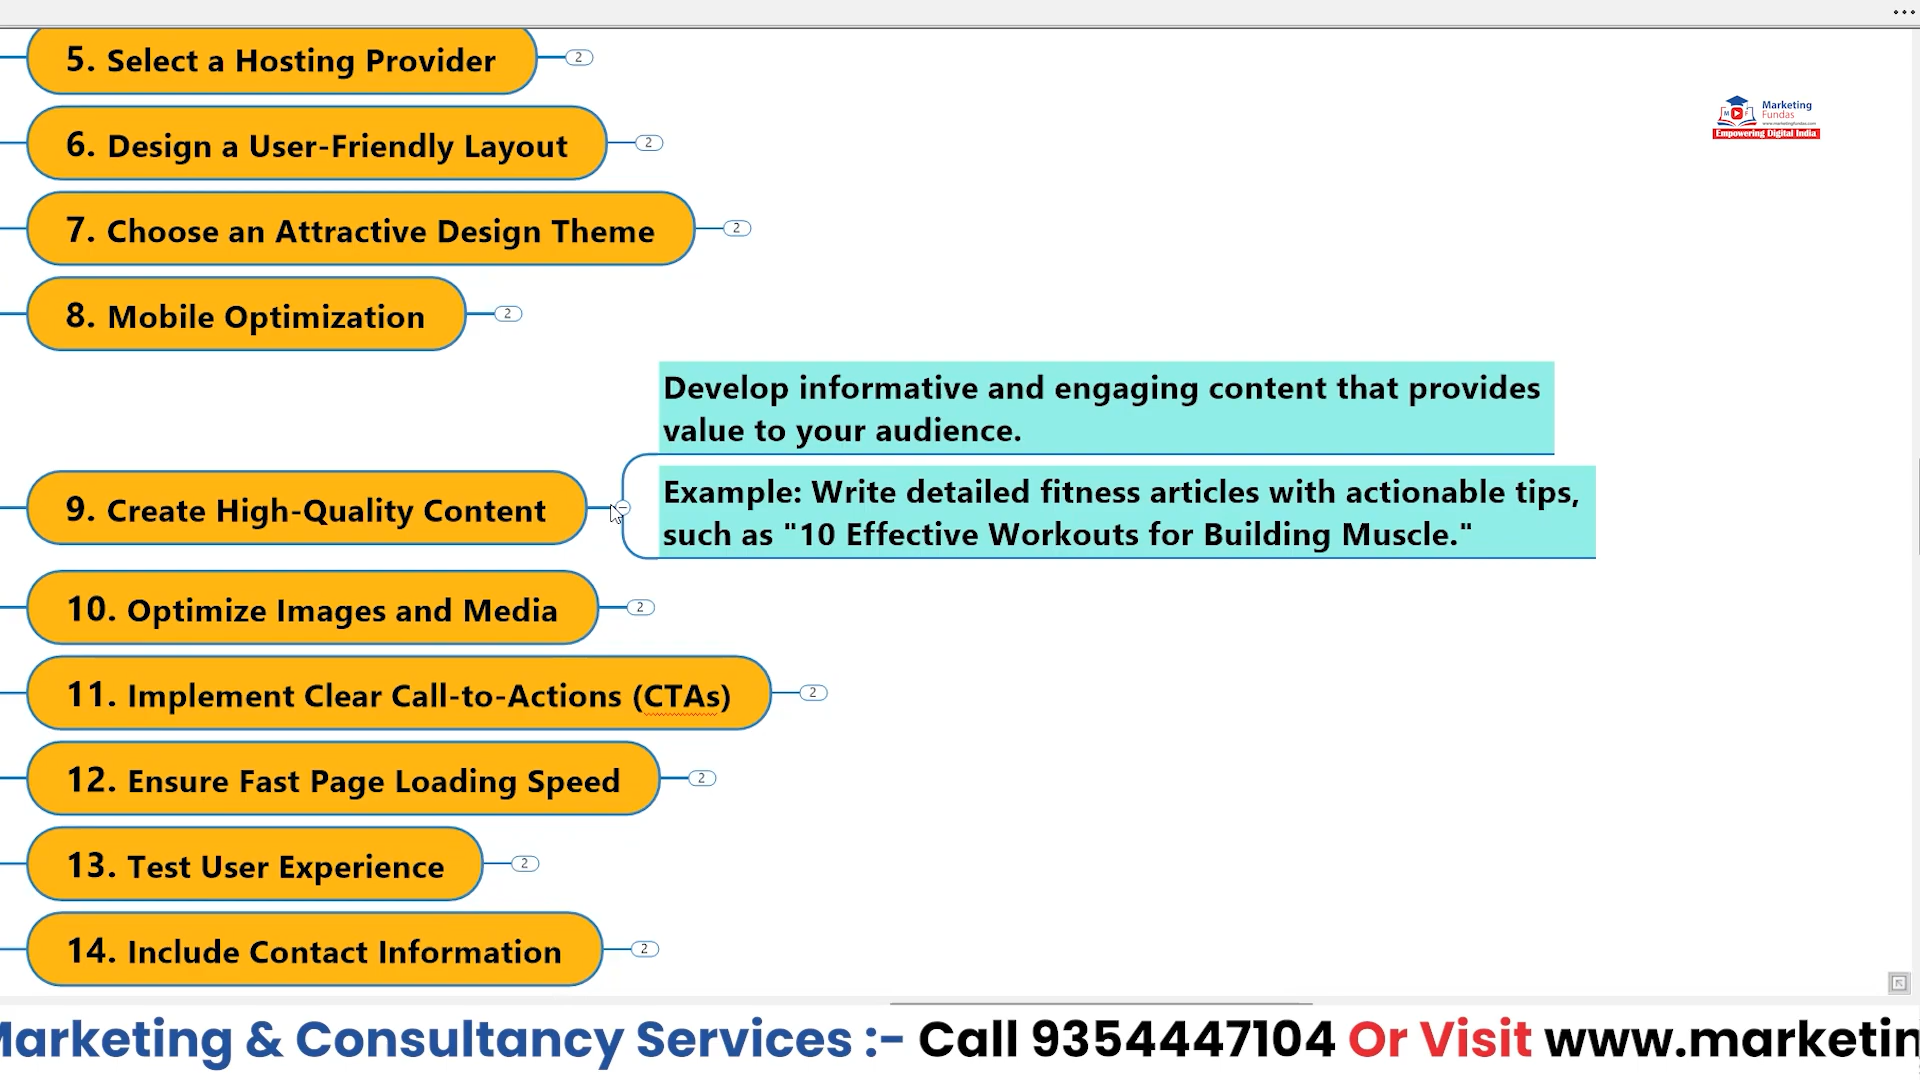 5. Select a Hosting Provider
2
6. Design a User-Friendly Layout
2
7. Choose an Attractive Design Theme
2
8. Mobile Optimization
2
9. Create High-Quality Content
Develop informative and engaging content that provides
value to your audience.
Example: Write detailed fitness articles with actionable tips,
such as "10 Effective Workouts for Building Muscle."
10. Optimize Images and Media
2
11. Implement Clear Call-to-Actions (CTAs)
2
12. Ensure Fast Page Loading Speed
2
13. Test User Experience
2
14. Include Contact Information
2
Marketing
Fundas
www.marketingfundas.com
Empowering Digital India
M F
Marketing & Consultancy Services :- Call 9354447104 Or Visit www.marketin